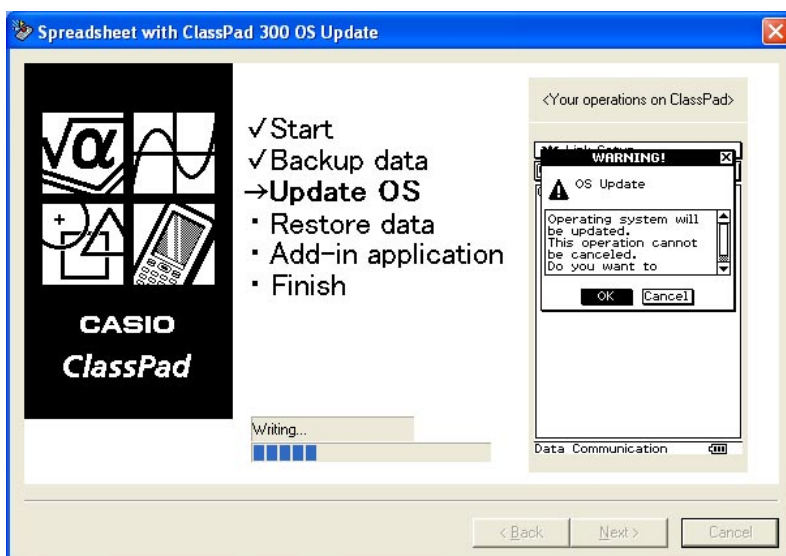 Spreadsheet with ClassPad 300 OS Update
√α
+
CASIO
ClassPad
√Start
√Backup data
→Update OS
· Restore data
· Add-in application
· Finish
Writing...
<Your operations on ClassPad>
Link Setup
WARNING!
OS Update
Operating system will
be updated.
This operation cannot
be canceled.
Do you want to
OK Cancel
Data Communication
< Back Next > Cancel